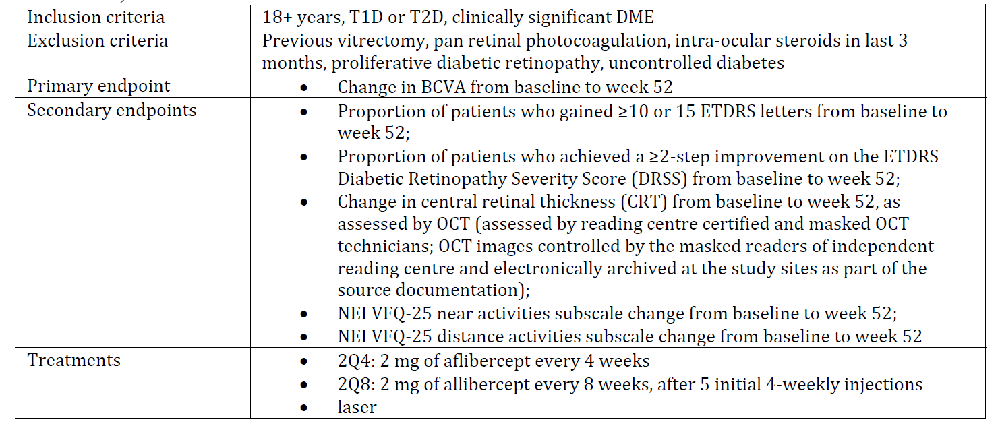 Inclusion criteria
18+ years, T1D or T2D, clinically significant DME
Exclusion criteria
Previous vitrectomy, pan retinal photocoagulation, intra-ocular steroids in last 3
months, proliferative diabetic retinopathy, uncontrolled diabetes
Primary endpoint
• Change in BCVA from baseline to week 52
Secondary endpoints
• Proportion of patients who gained ≥10 or 15 ETDRS letters from baseline to
week 52;
• Proportion of patients who achieved a ≥2-step improvement on the ETDRS
Diabetic Retinopathy Severity Score (DRSS) from baseline to week 52;
• Change in central retinal thickness (CRT) from baseline to week 52, as
assessed by OCT (assessed by reading centre certified and masked OCT
technicians; OCT images controlled by the masked readers of independent
reading centre and electronically archived at the study sites as part of the
source documentation);
• NEI VFQ-25 near activities subscale change from baseline to week 52;
• NEI VFQ-25 distance activities subscale change from baseline to week 52
Treatments
• 2Q4: 2 mg of aflibercept every 4 weeks
• 2Q8: 2 mg of allibercept every 8 weeks, after 5 initial 4-weekly injections
• laser